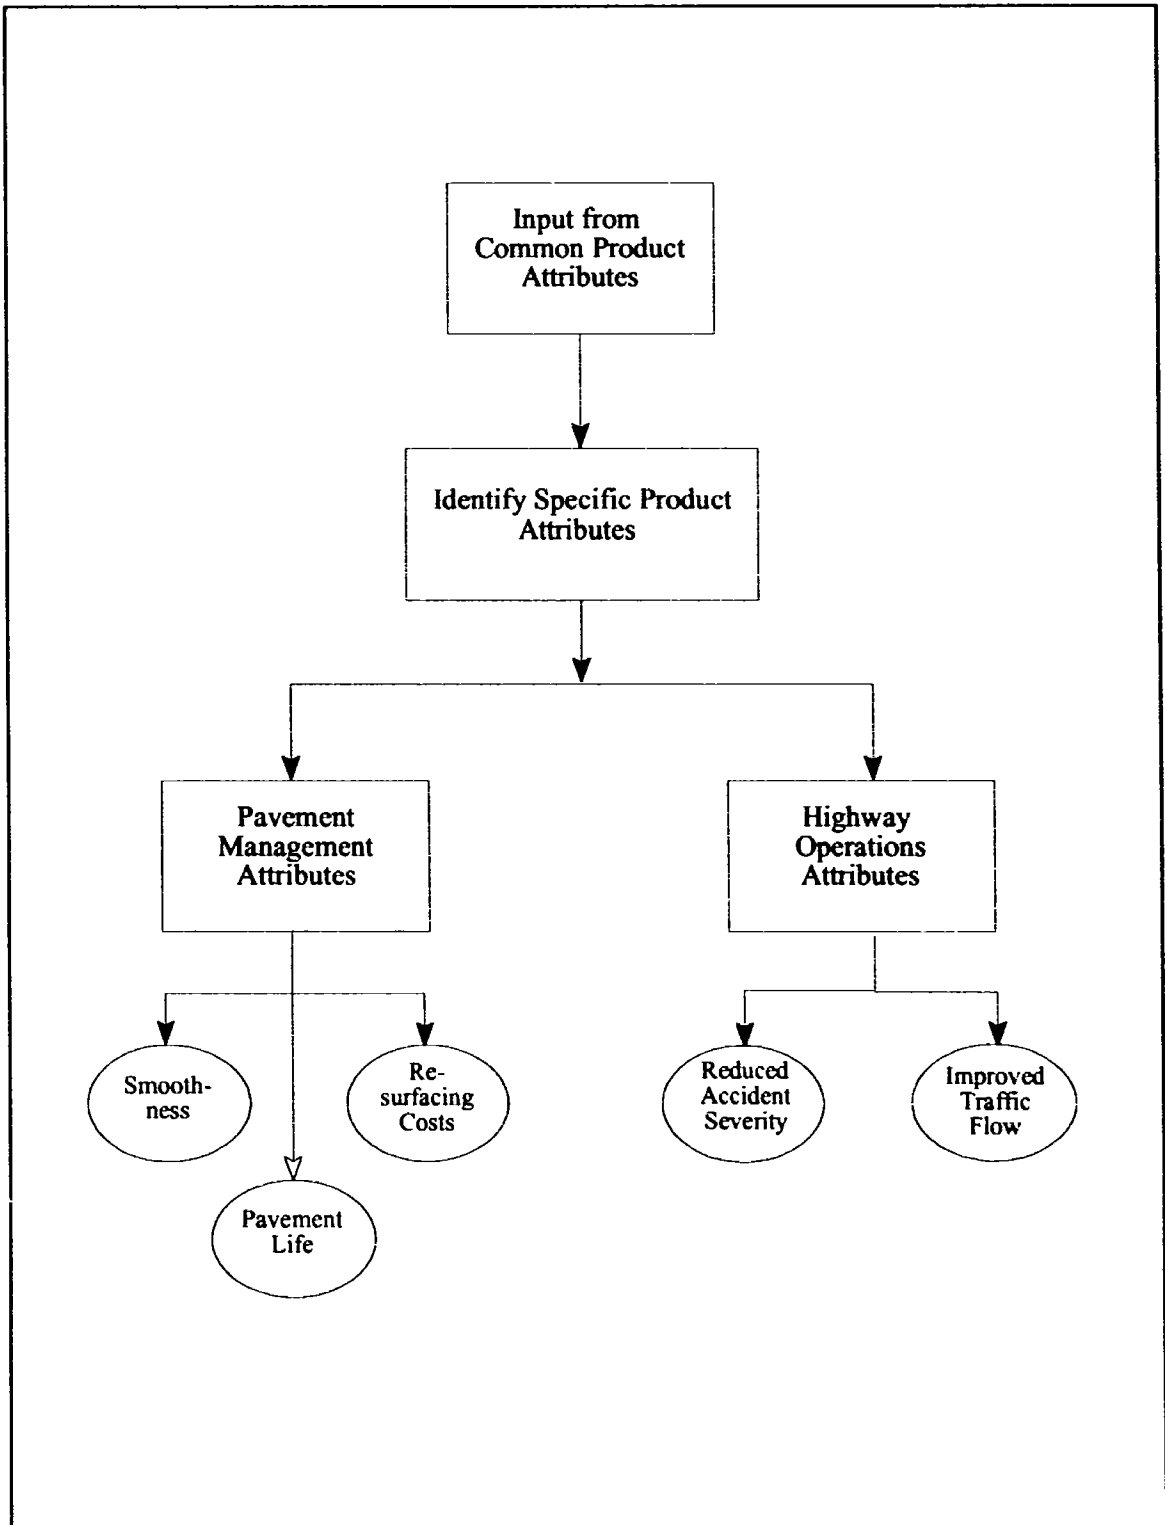 Input from
Common Product
Attributes
Identify Specific Product
Attributes
Pavement
Management
Attributes
Highway
Operations
Attributes
Smooth-
ness
Re-
surfacing
Costs
Pavement
Life
Reduced
Accident
Severity
Improved
Traffic
Flow